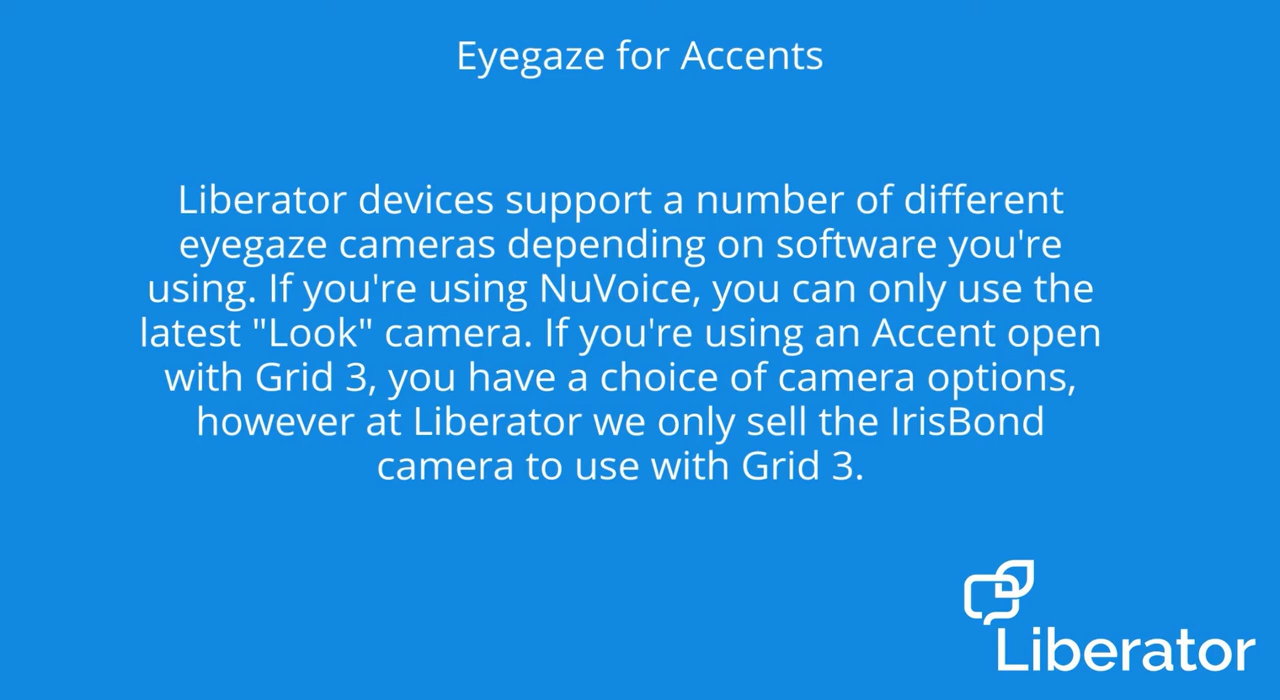 Eyegaze for Accents
Liberator devices support a number of different
eyegaze cameras depending on software you're
using. If you're using NuVoice, you can only use the
latest "Look" camera. If you're using an Accent open
with Grid 3, you have a choice of camera options,
however at Liberator we only sell the IrisBond
camera to use with Grid 3.
Liberator